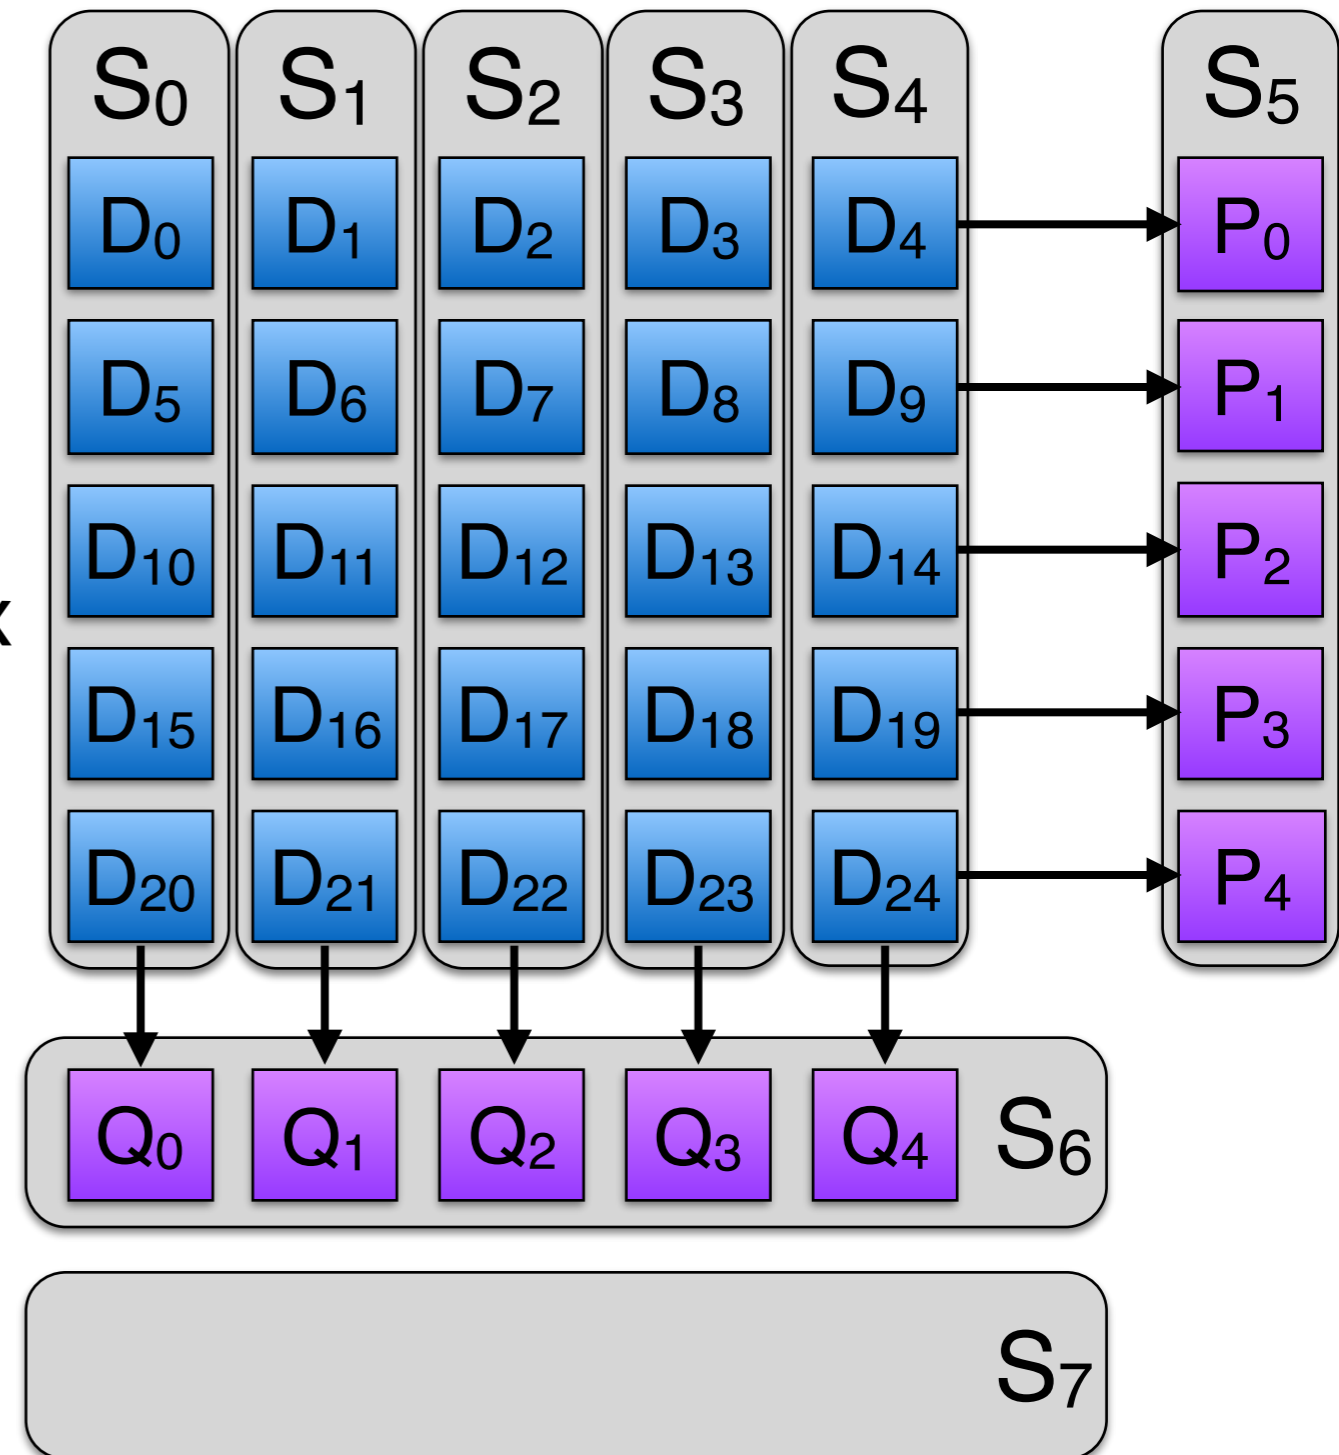 S0 S1 S2 S3 S4 S5
D0 D1 D2 D3 D4 P0
D5 D6 D7 D8 D9 P1
D10 D11 D12 D13 D14 P2
D15 D16 D17 D18 D19 P3
D20 D21 D22 D23 D24 P4
Q0 Q1 Q2 Q3 Q4 S6
S7